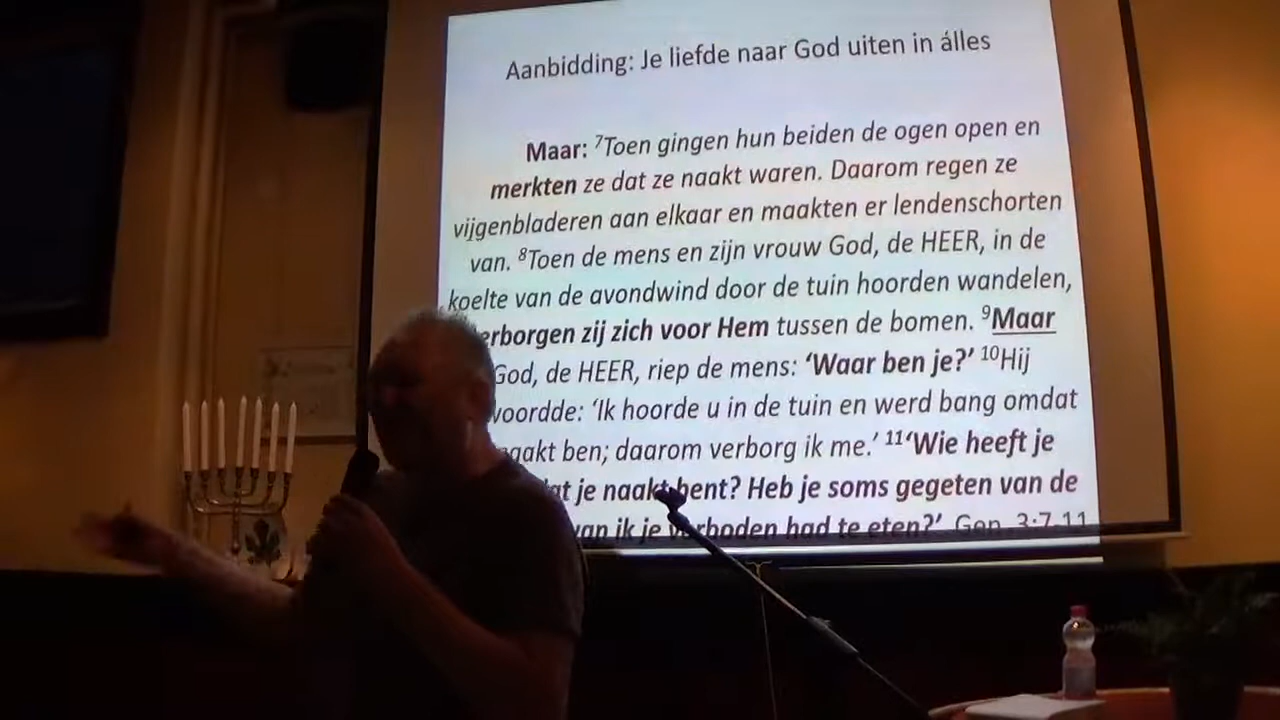 Aanbidding: Je liefde naar God uiten in álles
Maar: ⁷Toen gingen hun beiden de ogen open en
merkten ze dat ze naakt waren. Daarom regen ze
vijgenbladeren aan elkaar en maakten er lendenschorten
van. ⁸Toen de mens en zijn vrouw God, de HEER, in de
koelte van de avondwind door de tuin hoorden wandelen,
erborgen zij zich voor Hem tussen de bomen. ⁹Maar
God, de HEER, riep de mens: ‘Waar ben je?’ ¹⁰Hij
woordde: ‘Ik hoorde u in de tuin en werd bang omdat
naakt ben; daarom verborg ik me.’ ¹¹‘Wie heeft je
dat je naakt bent? Heb je soms gegeten van de
van ik je verboden had te eten?’ Gen. 3:7-11